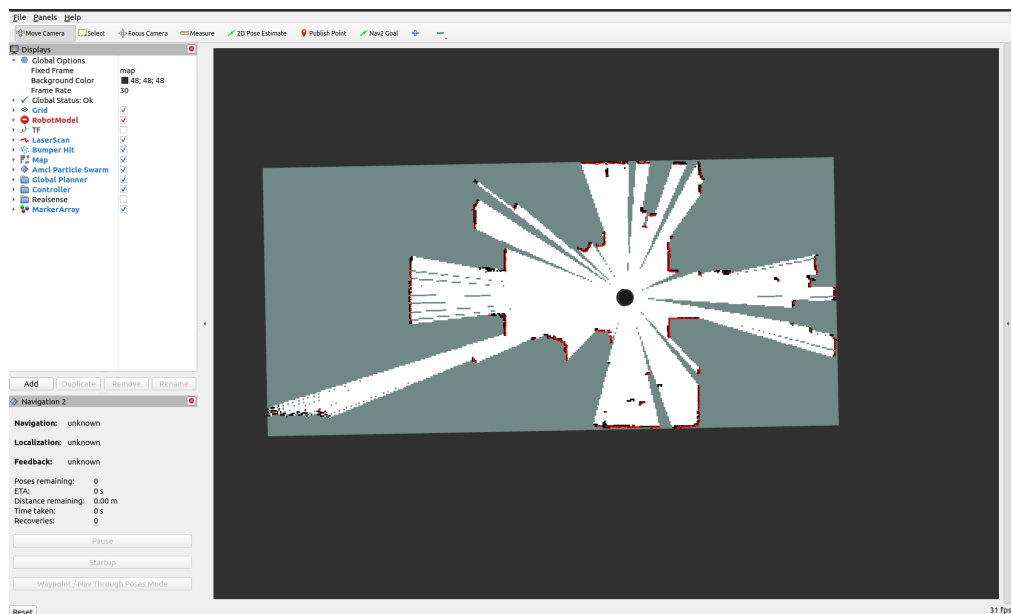 File Panels Help
Move Camera Select Focus Camera Measure 2D Pose Estimate Publish Point Nav2 Goal
Displays
Global Options
Fixed Frame map
Background Color 48; 48; 48
Frame Rate 30
Global Status: Ok
Grid
RobotModel
TF
LaserScan
Bumper Hit
Map
Amcl Particle Swarm
Global Planner
Controller
Realsense
MarkerArray
Add Duplicate Remove Rename
Navigation 2
Navigation: unknown
Localization: unknown
Feedback: unknown
Poses remaining: 0
ETA: 0 s
Distance remaining: 0.00 m
Time taken: 0 s
Recoveries: 0
Pause
Startup
Waypoint / Nav Through Poses Mode
Reset 31 fps